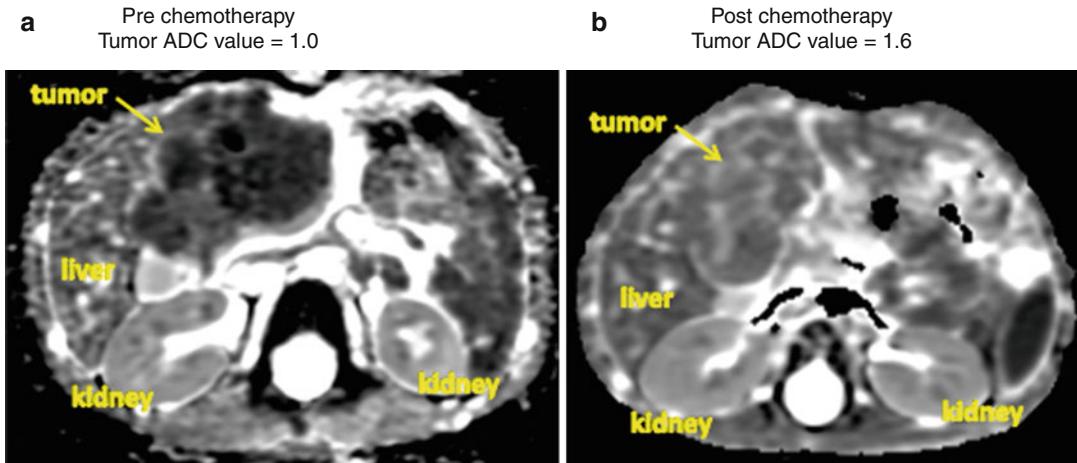 a
Pre chemotherapy
Tumor ADC value = 1.0
tumor
liver
kidney
kidney
b
Post chemotherapy
Tumor ADC value = 1.6
tumor
liver
kidney
kidney